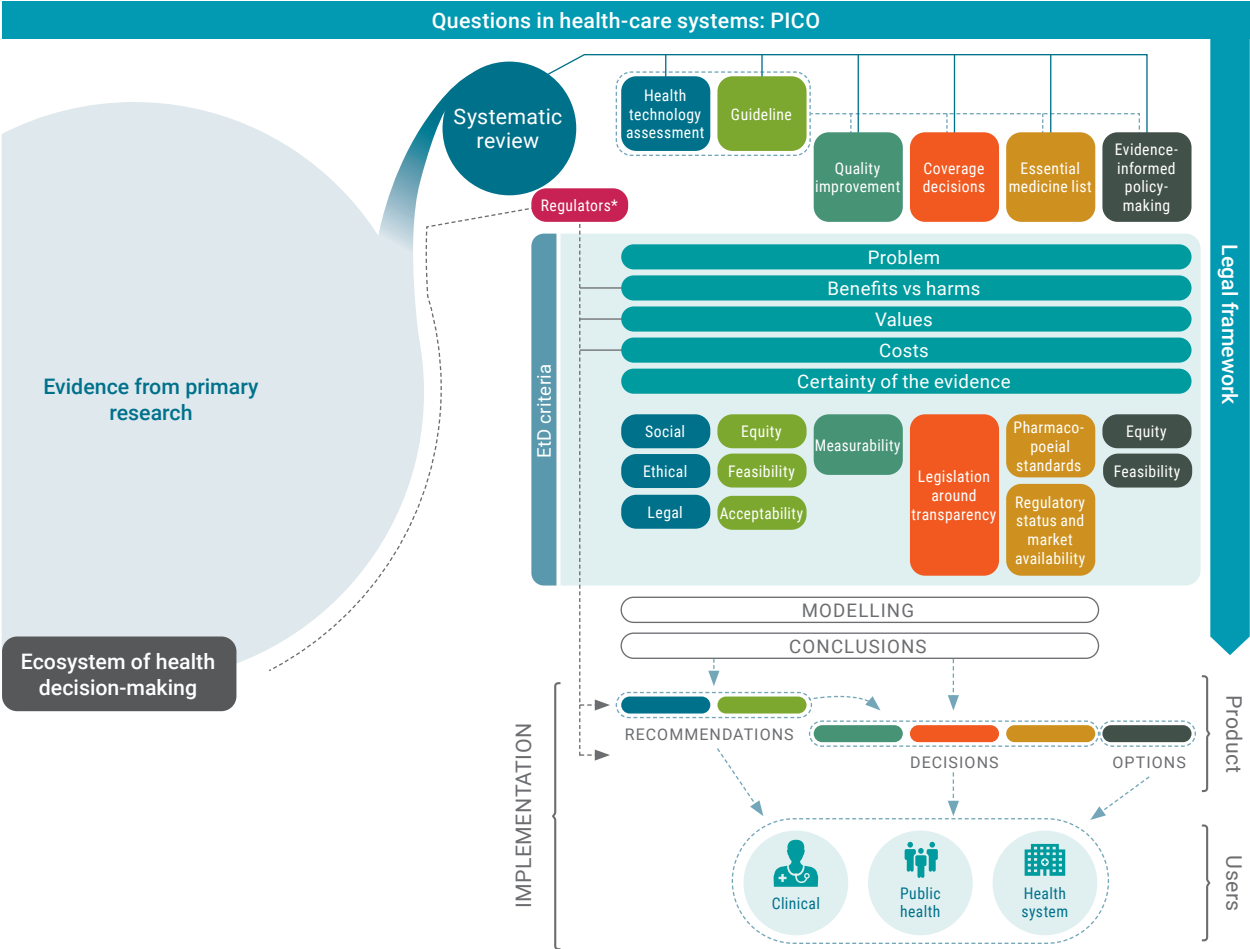 Questions in health-care systems: PICO
Systematic
review
Health
technology
assessment
Guideline
Quality
improvement
Coverage
decisions
Essential
medicine list
Evidence-
informed
policy-
making
Regulators*
Legal framework
Evidence from primary
research
Ecosystem of health
decision-making
EtD criteria
Problem
Benefits vs harms
Values
Costs
Certainty of the evidence
Social
Ethical
Legal
Equity
Feasibility
Acceptability
Measurability
Legislation
around
transparency
Pharmaco-
poeial
standards
Regulatory
status and
market
availability
Equity
Feasibility
MODELLING
CONCLUSIONS
IMPLEMENTATION
RECOMMENDATIONS
DECISIONS
OPTIONS
Product
Clinical
Public
health
Health
system
Users